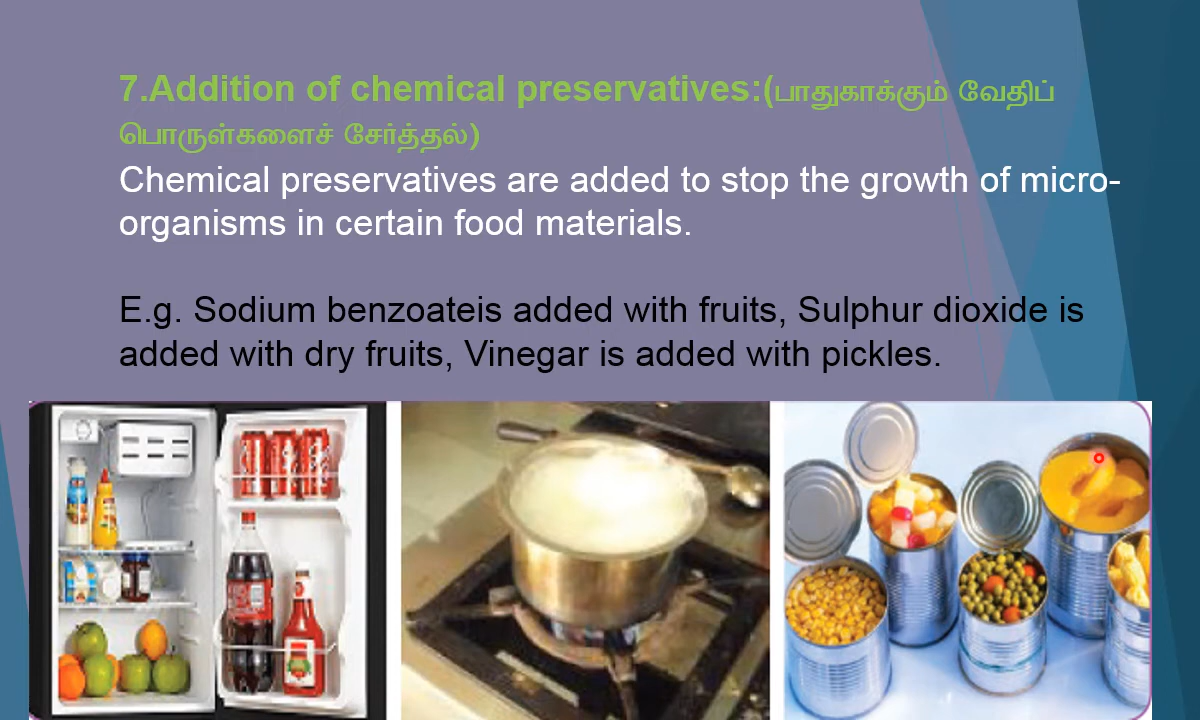 7.Addition of chemical preservatives:(பாதுகாக்கும் வேதிப்
பொருள்களைச் சேர்த்தல்)
Chemical preservatives are added to stop the growth of micro-
organisms in certain food materials.
E.g. Sodium benzoateis added with fruits, Sulphur dioxide is
added with dry fruits, Vinegar is added with pickles.